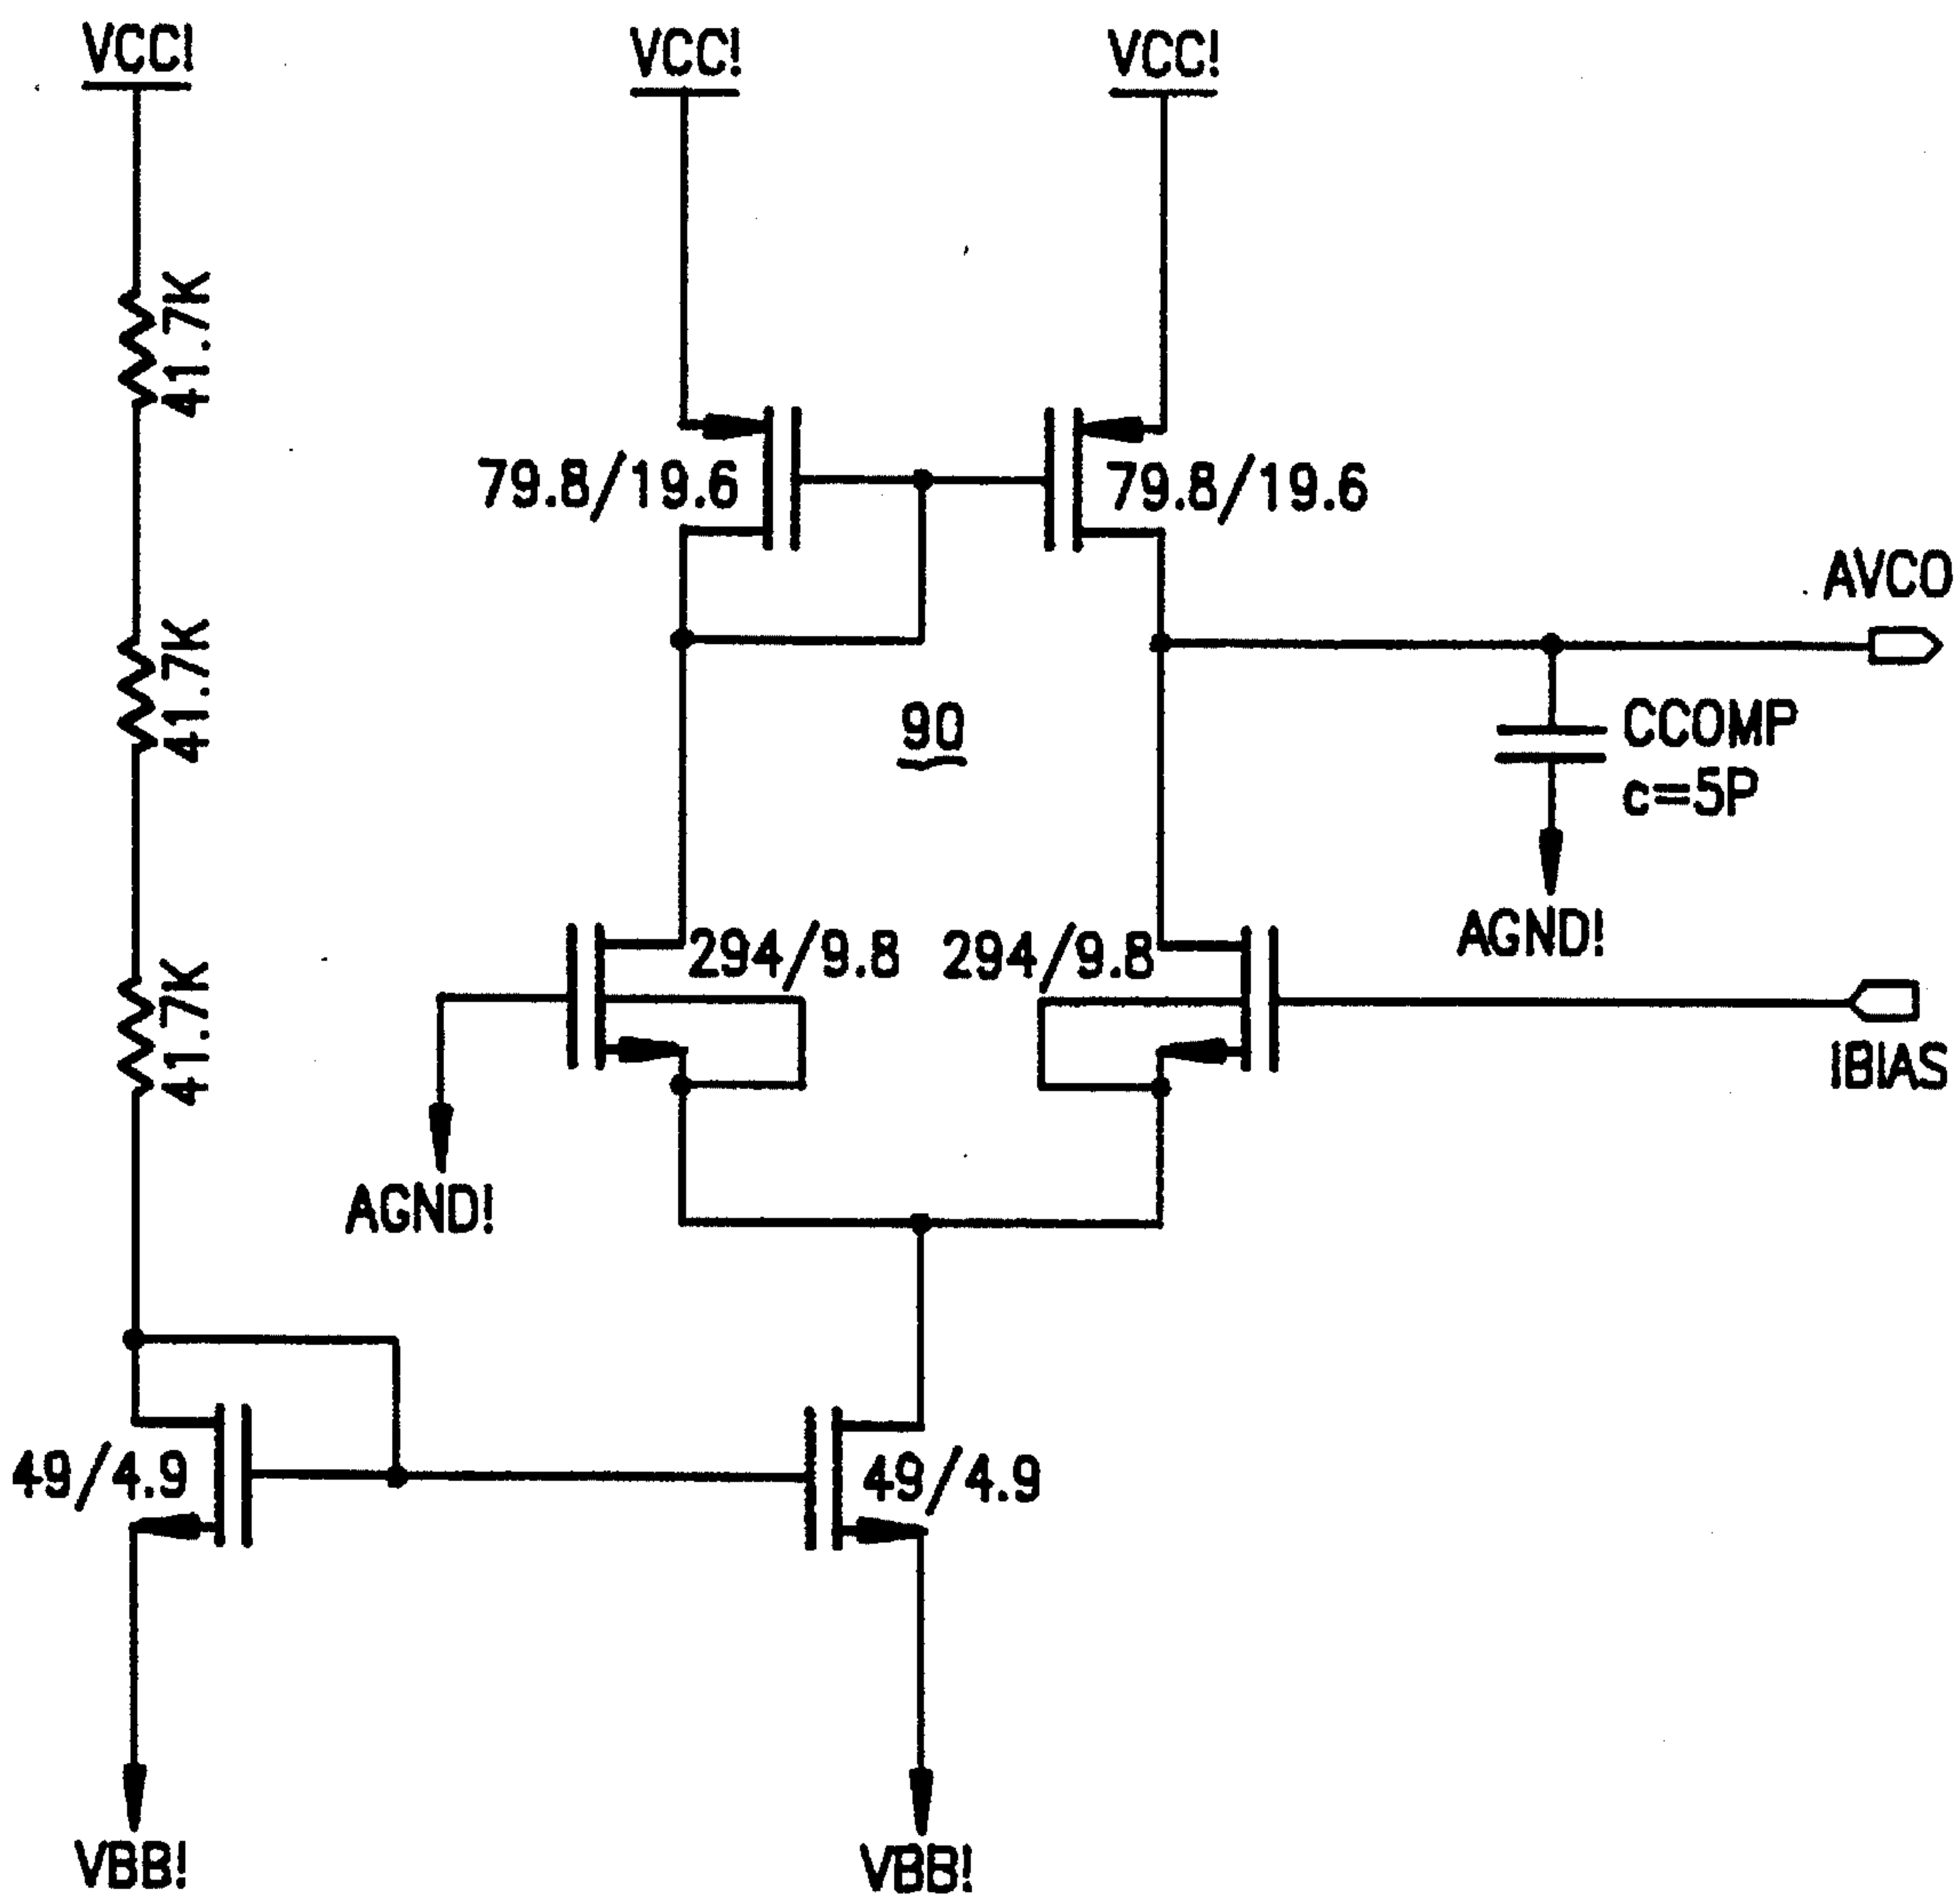 VCC!
VCC!
VCC!
41.7K
79.8/19.6
79.8/19.6
AVCO
41.7K
90
CCOMP
c=5P
294/9.8
294/9.8
AGND!
41.7K
IBIAS
AGND!
49/4.9
49/4.9
VBB!
VBB!